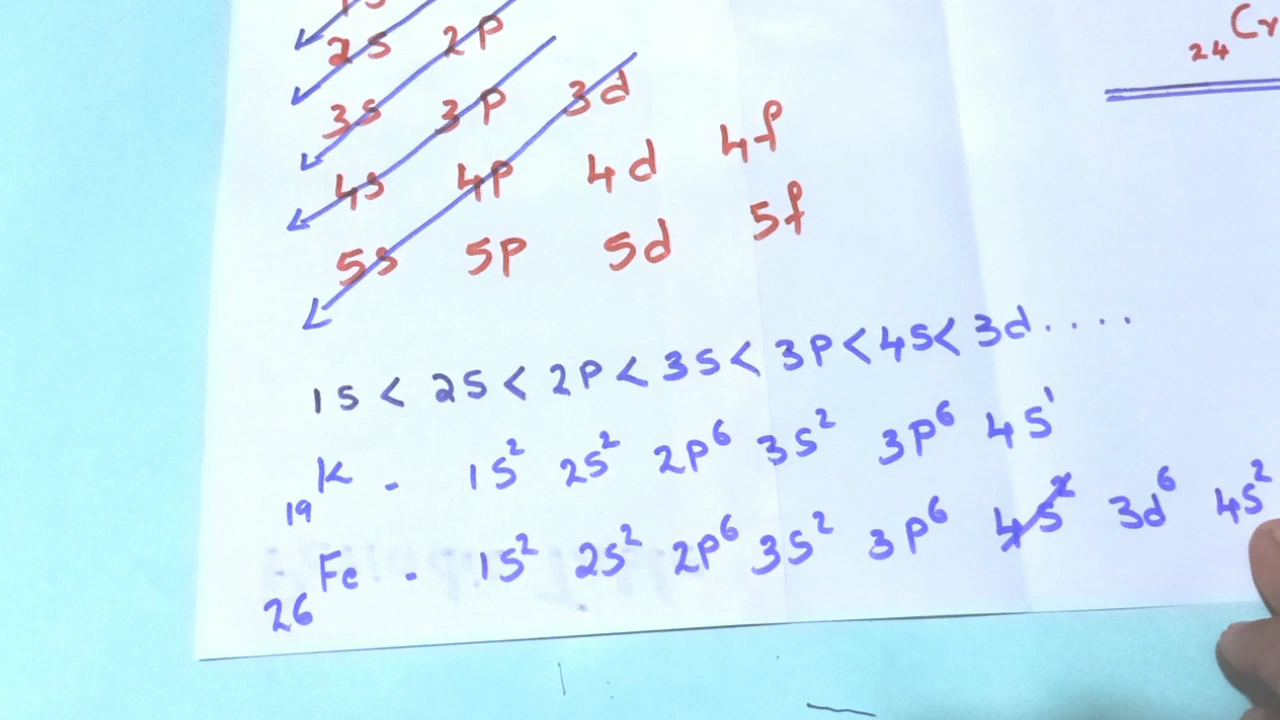 1s
2s 2p
₂₄Cr
3s 3p 3d
4s 4p 4d 4f
5s 5p 5d 5f
1s < 2s < 2p < 3s < 3p < 4s < 3d....
₁₉K - 1s² 2s² 2p⁶ 3s² 3p⁶ 4s¹
₂₆Fe - 1s² 2s² 2p⁶ 3s² 3p⁶ 4s² 3d⁶ 4s²